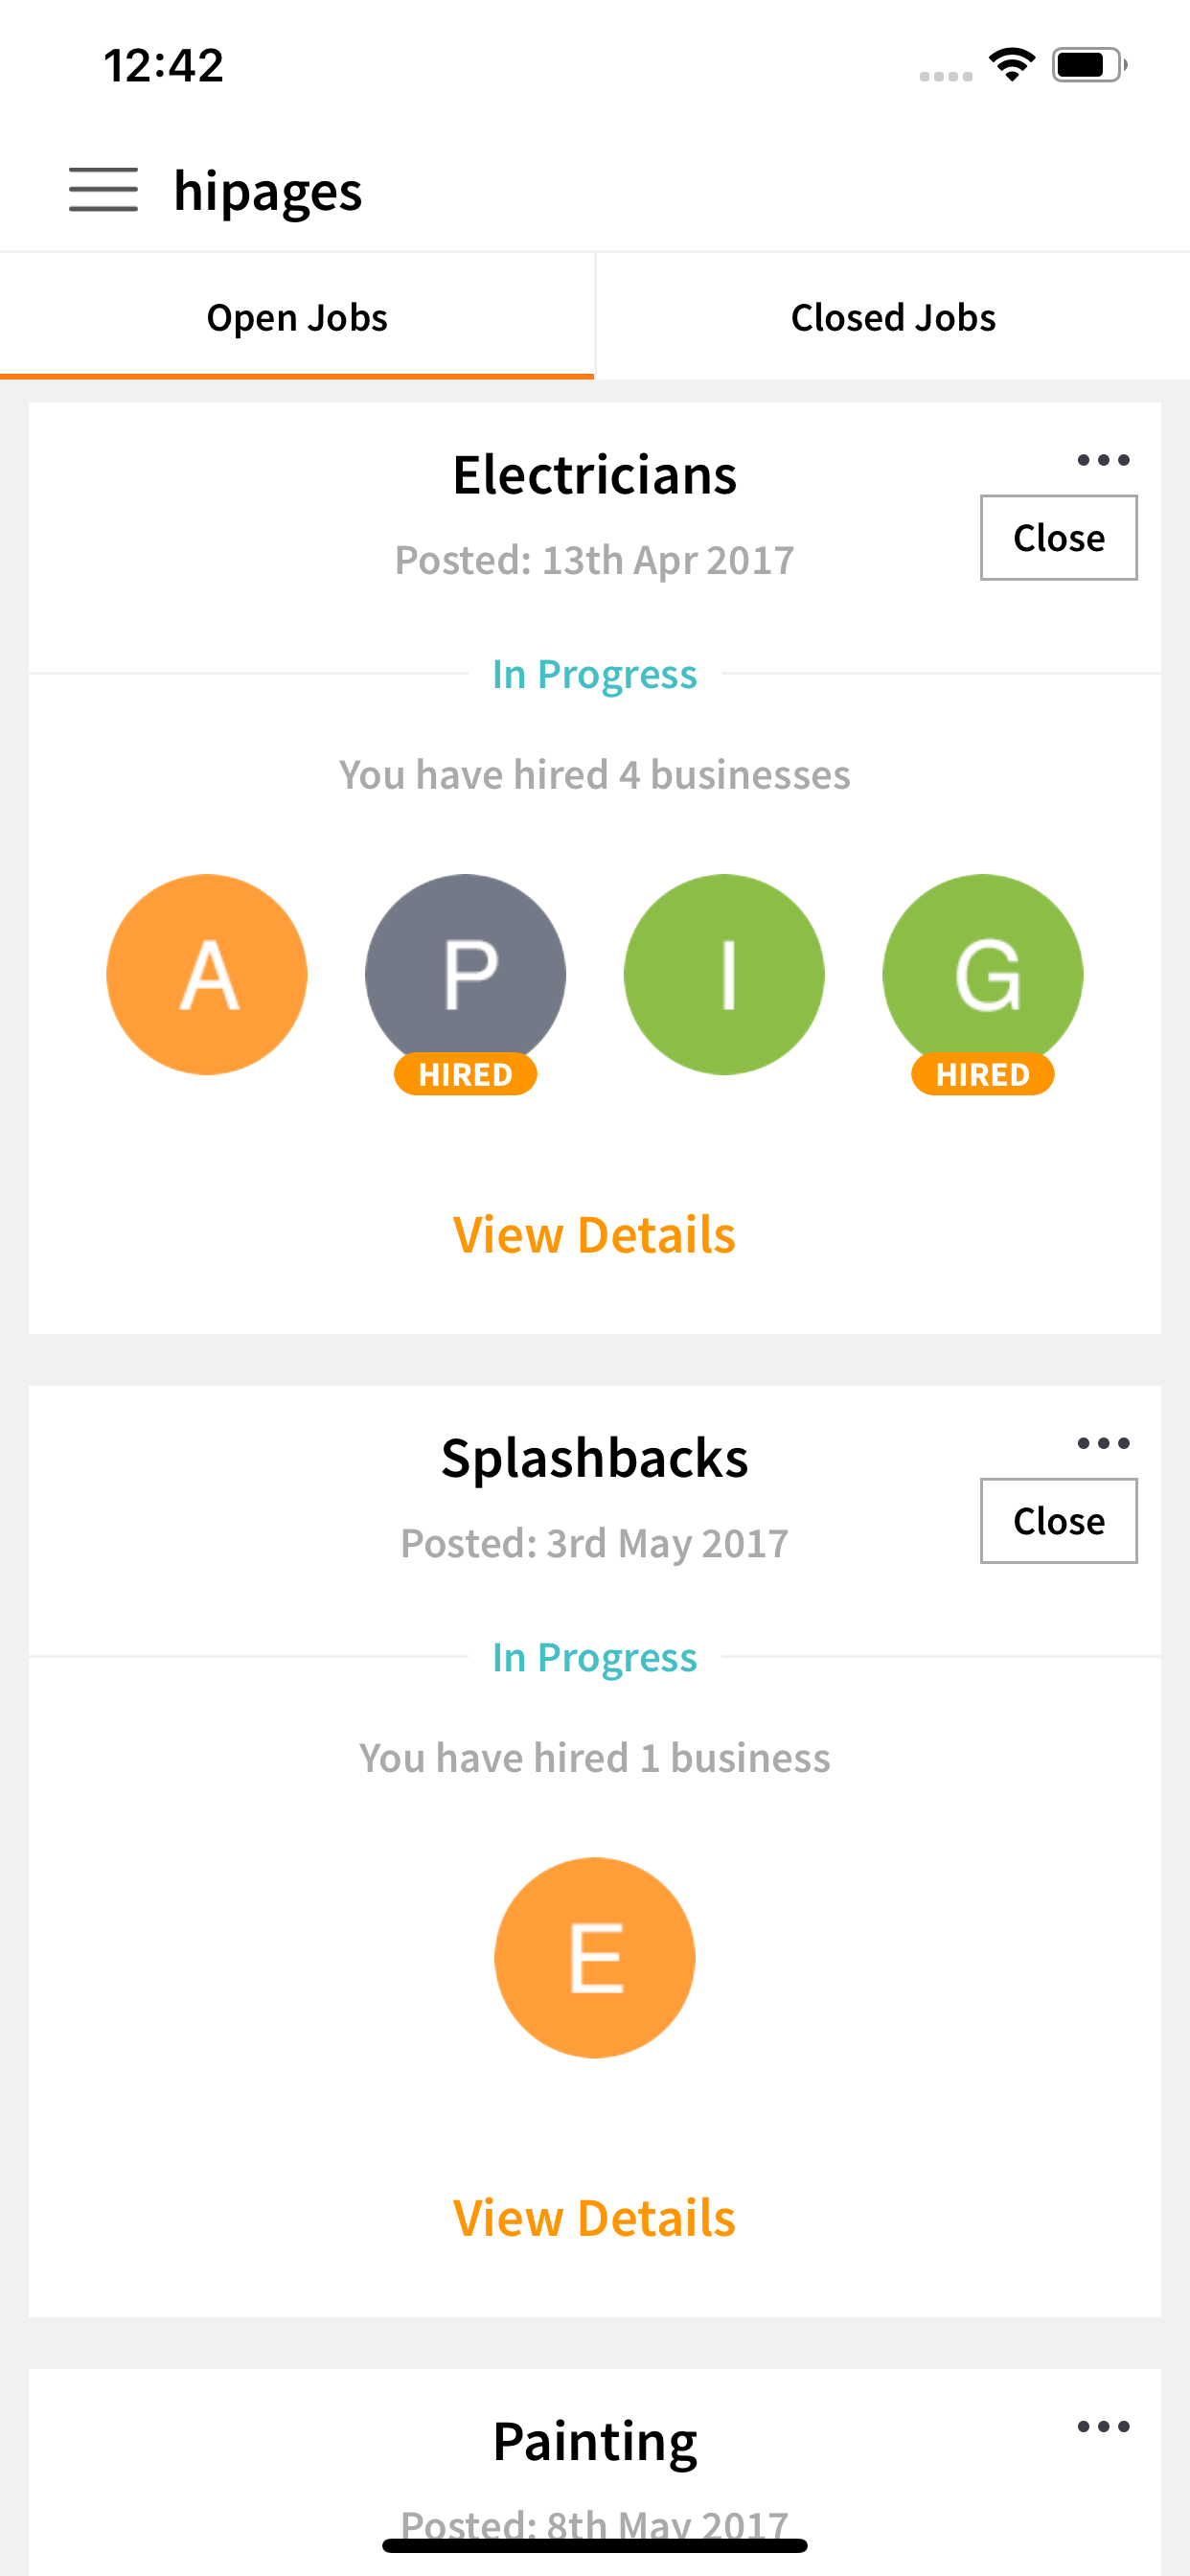 12:42
hipages
Open Jobs Closed Jobs
Electricians
Close
Posted: 13th Apr 2017
In Progress
You have hired 4 businesses
A P I G
HIRED HIRED
View Details
Splashbacks
Close
Posted: 3rd May 2017
In Progress
You have hired 1 business
E
View Details
Painting
Posted: 8th May 2017